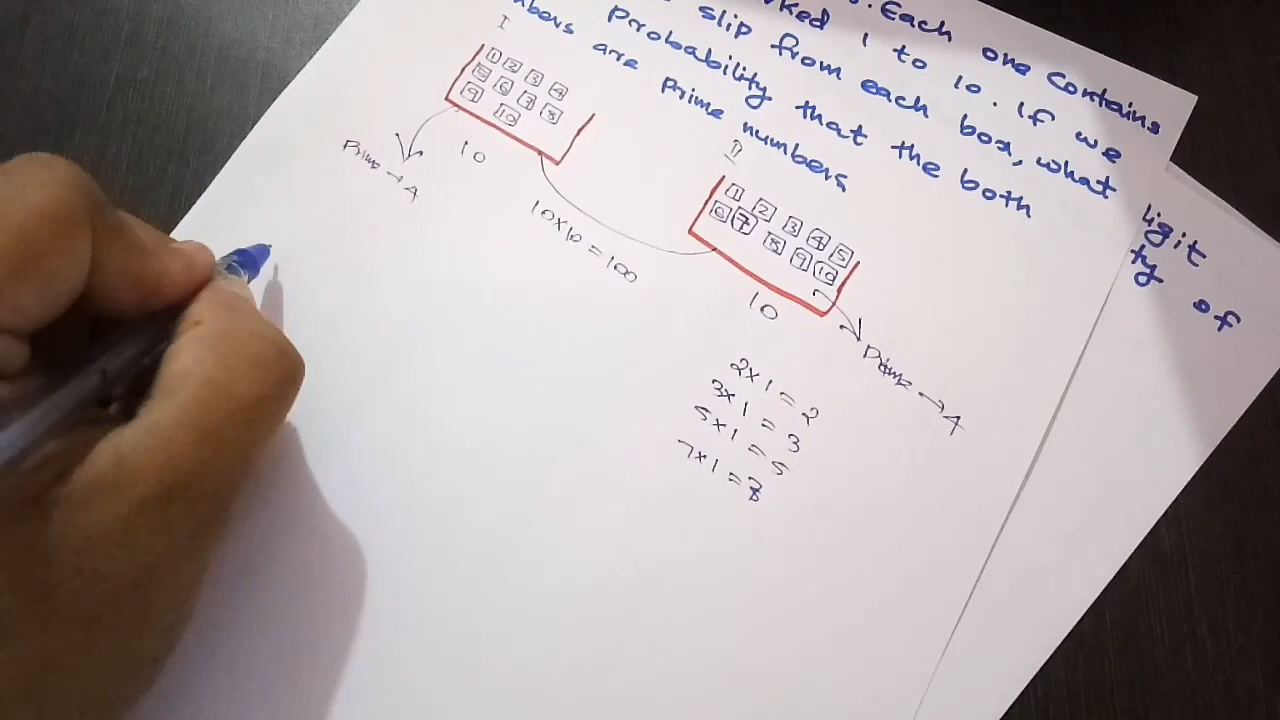 Each one Contains
1 to 10. If we
slip from each box, what
Probability that the both
are Prime numbers
I
1 2 3 4
5 6 7 8
9 10
10
Prime → 4
10×10 = 100
II
1 2 3 4 5
6 7 8 9 10
10
Prime → 4
2×1 = 2
3×1 = 3
5×1 = 5
7×1 = 7
ligit
ty of